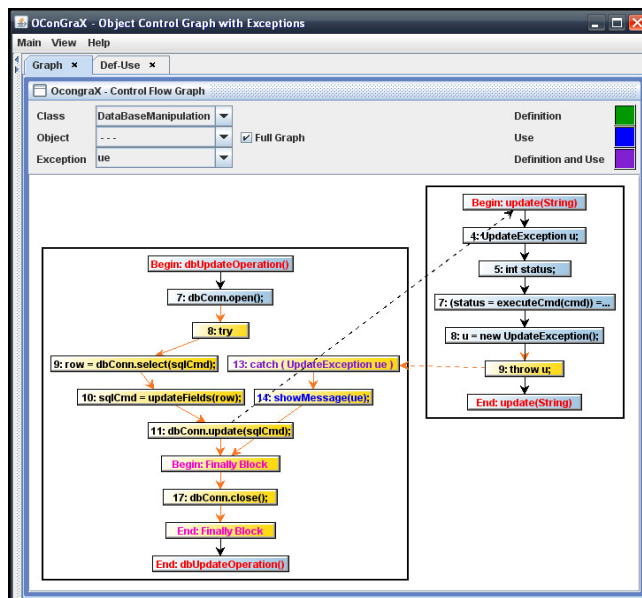 OConGraX - Object Control Graph with Exceptions
Main View Help
Graph × Def-Use ×
OcongraX - Control Flow Graph
Class DataBaseManipulation Definition
Object --- Full Graph Use
Exception ue Definition and Use
Begin: update(String)
4: UpdateException u;
5: int status;
7: (status = executeCmd(cmd)) =...
8: u = new UpdateException();
9: throw u;
End: update(String)
Begin: dbUpdateOperation()
7: dbConn.open();
8: try
9: row = dbConn.select(sqlCmd);
13: catch ( UpdateException ue )
10: sqlCmd = updateFields(row);
14: showMessage(ue);
11: dbConn.update(sqlCmd);
Begin: Finally Block
17: dbConn.close();
End: Finally Block
End: dbUpdateOperation()